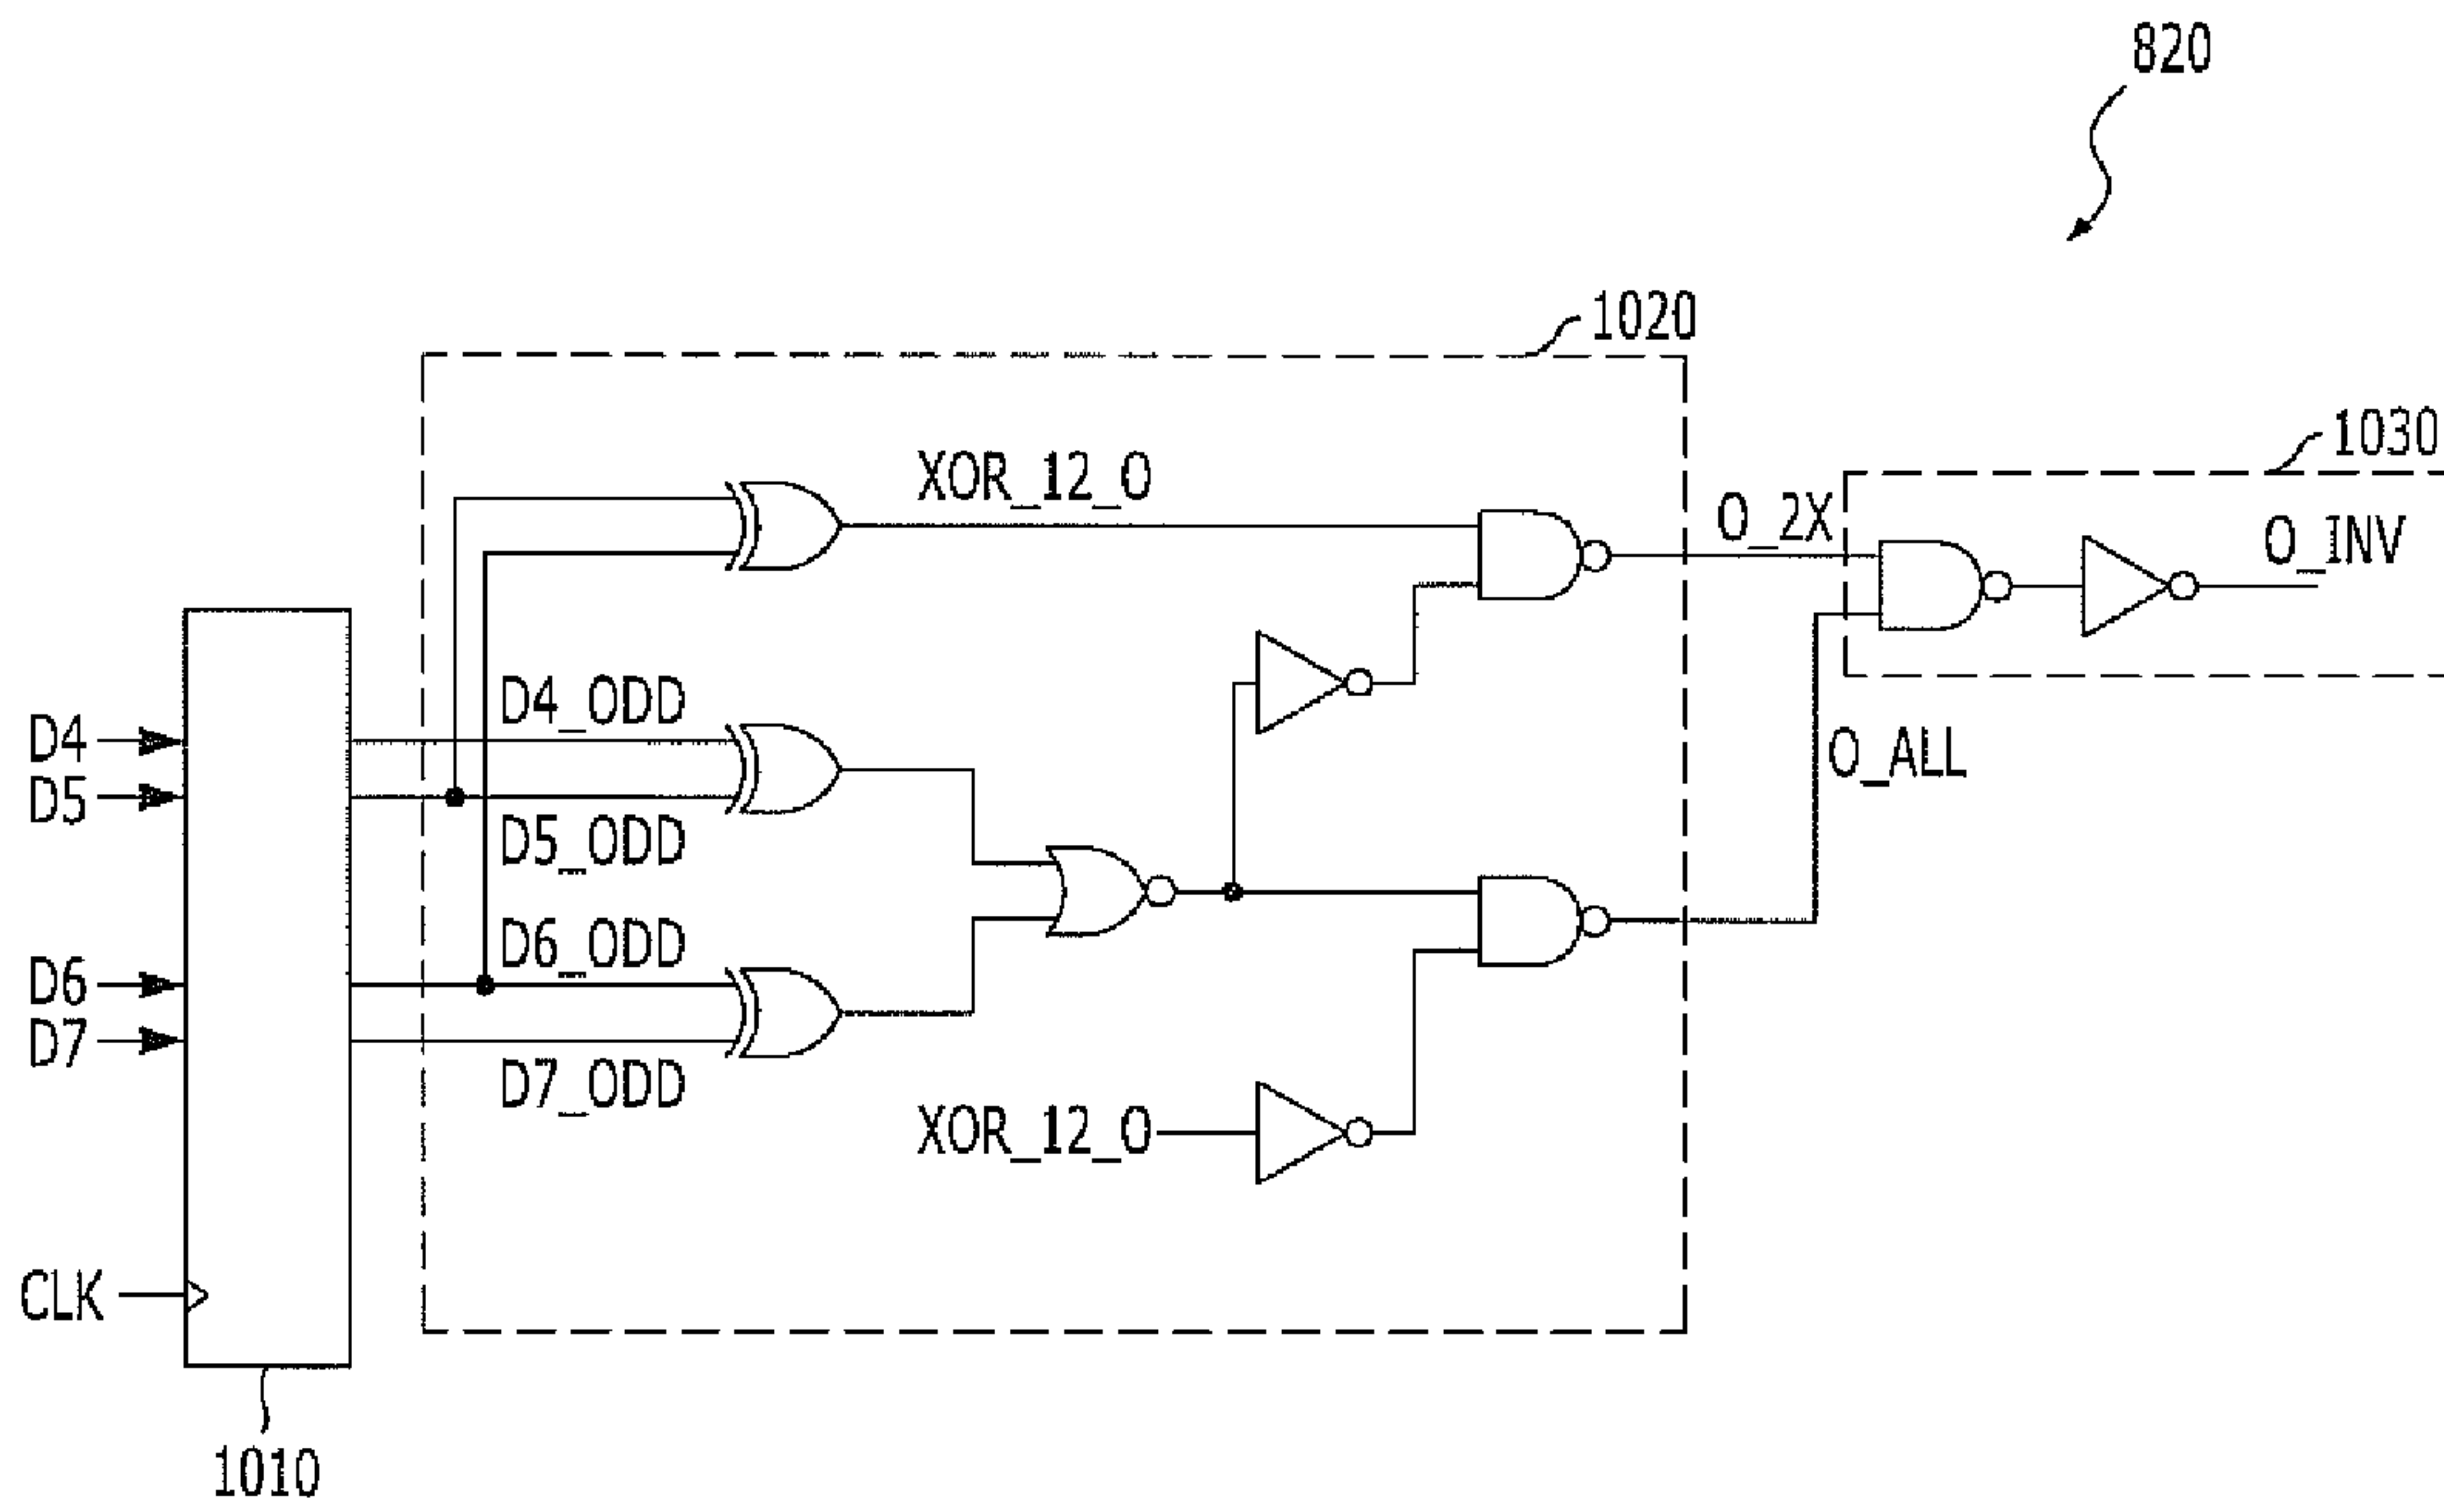 820
1020
1030
XOR_12_O
O_2X
O_INV
D4_ODD
D4
D5
O_ALL
D5_ODD
D6_ODD
D6
D7
D7_ODD
XOR_12_O
CLK
1010